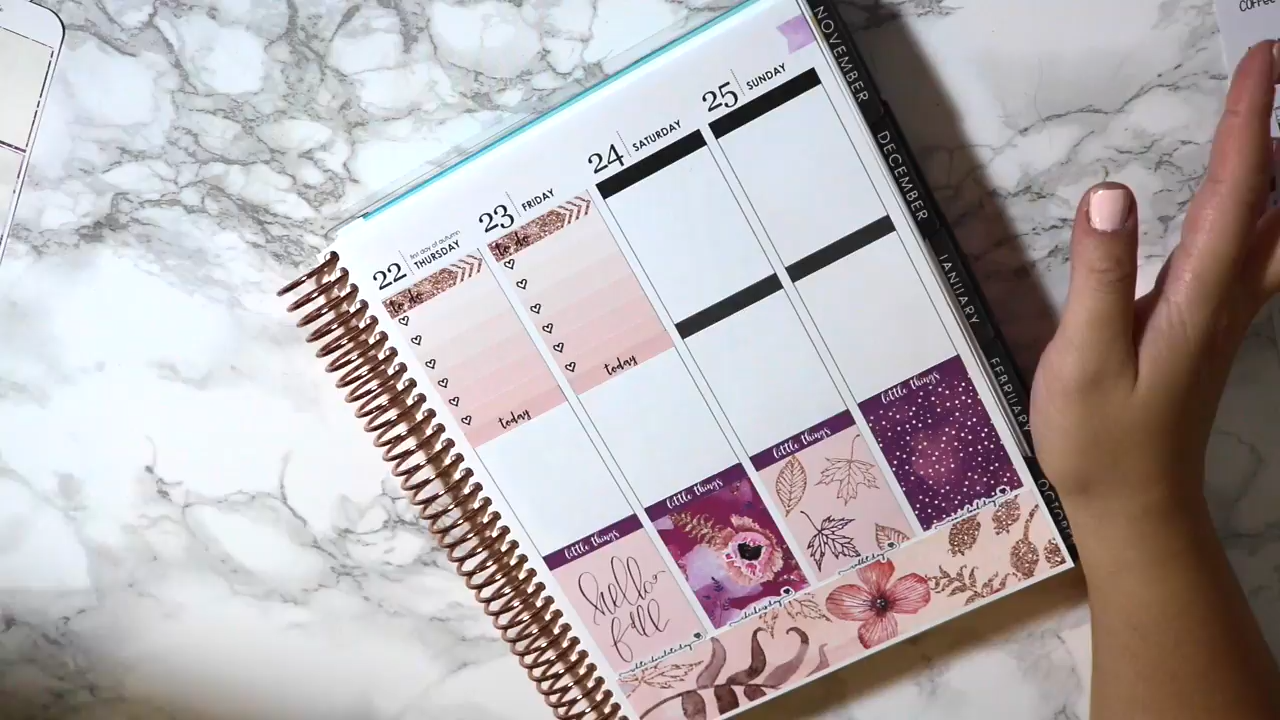 22
first day of autumn
THURSDAY
to do
today
little things
hello
fall
23
FRIDAY
to do
today
little things
24
SATURDAY
little things
25
SUNDAY
little things
NOVEMBER
DECEMBER
JANUARY
FEBRUARY
coffee